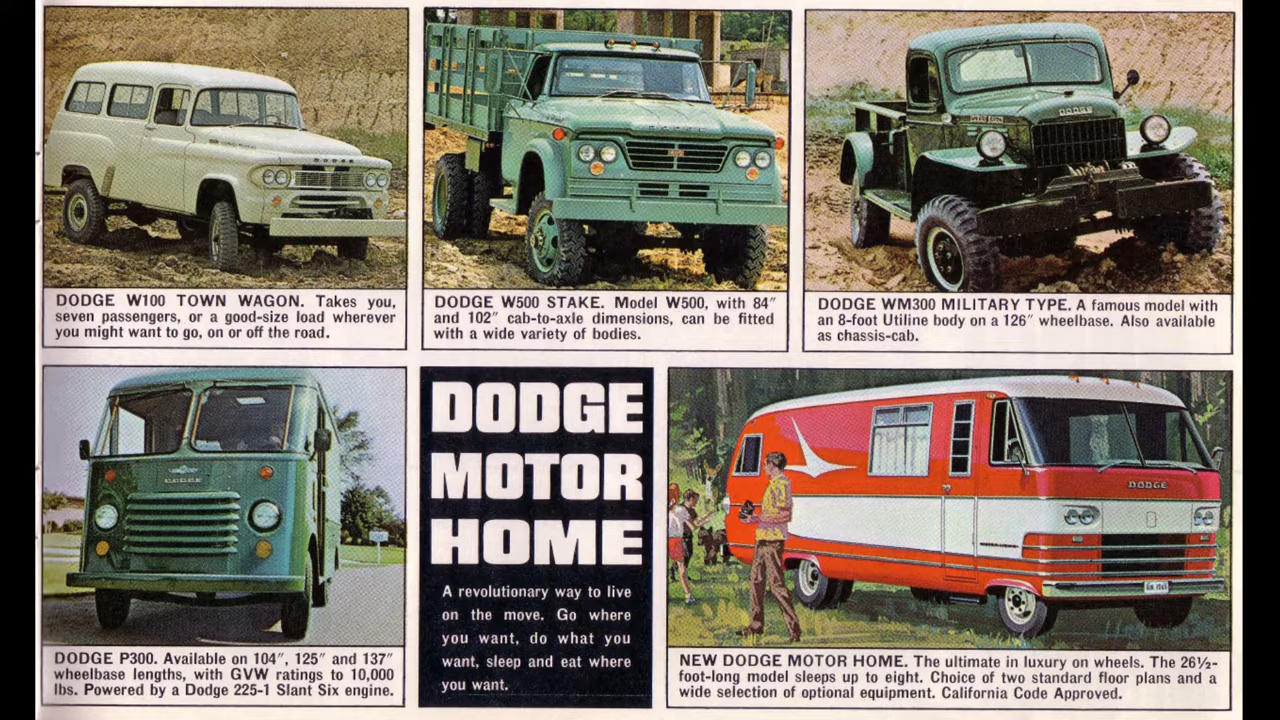 DODGE
DODGE
DODGE
DODGE W100 TOWN WAGON. Takes you,
seven passengers, or a good-size load wherever
you might want to go, on or off the road.
DODGE W500 STAKE. Model W500, with 84″
and 102″ cab-to-axle dimensions, can be fitted
with a wide variety of bodies.
DODGE WM300 MILITARY TYPE. A famous model with
an 8-foot Utiline body on a 126″ wheelbase. Also available
as chassis-cab.
DODGE
DODGE P300. Available on 104″, 125″ and 137″
wheelbase lengths, with GVW ratings to 10,000
lbs. Powered by a Dodge 225-1 Slant Six engine.
DODGE
MOTOR
HOME
A revolutionary way to live
on the move. Go where
you want, do what you
want, sleep and eat where
you want.
DODGE
NEW DODGE MOTOR HOME. The ultimate in luxury on wheels. The 26½-
foot-long model sleeps up to eight. Choice of two standard floor plans and a
wide selection of optional equipment. California Code Approved.